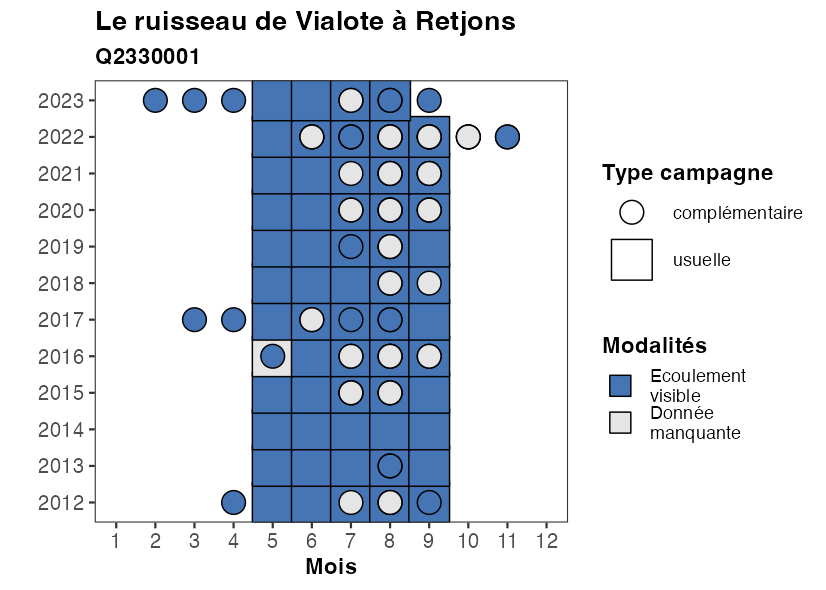 Le ruisseau de Vialote à Retjons
Q2330001
2023
2022
2021
2020
2019
2018
2017
2016
2015
2014
2013
2012
1 2 3 4 5 6 7 8 9 10 11 12
Mois
Type campagne
complémentaire
usuelle
Modalités
Ecoulement
visible
Donnée
manquante